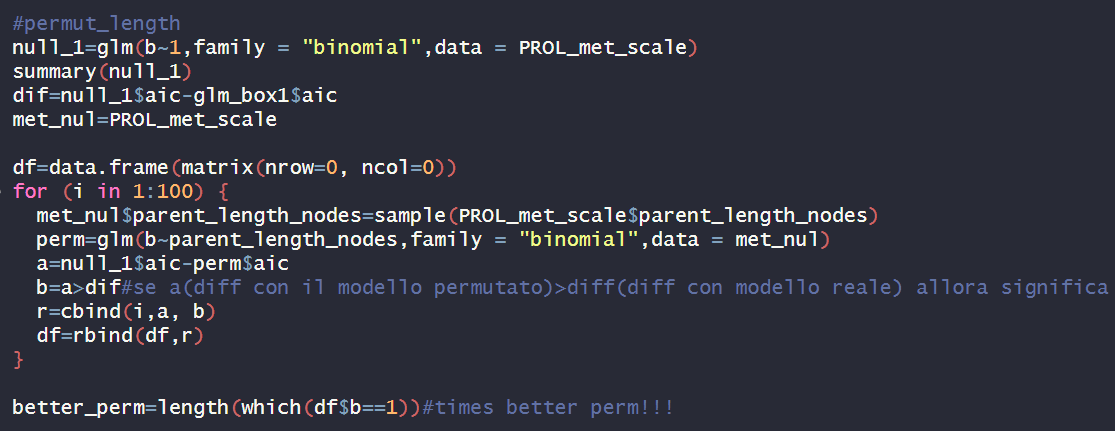 #permut_length
null_1=glm(b~1,family = "binomial",data = PROL_met_scale)
summary(null_1)
dif=null_1$aic-glm_box1$aic
met_nul=PROL_met_scale
df=data.frame(matrix(nrow=0, ncol=0))
for (i in 1:100) {
met_nul$parent_length_nodes=sample(PROL_met_scale$parent_length_nodes)
perm=glm(b~parent_length_nodes,family = "binomial",data = met_nul)
a=null_1$aic-perm$aic
b=a>dif#se a(diff con il modello permutato)>diff(diff con modello reale) allora significa
r=cbind(i,a, b)
df=rbind(df,r)
}
better_perm=length(which(df$b==1))#times better perm!!!